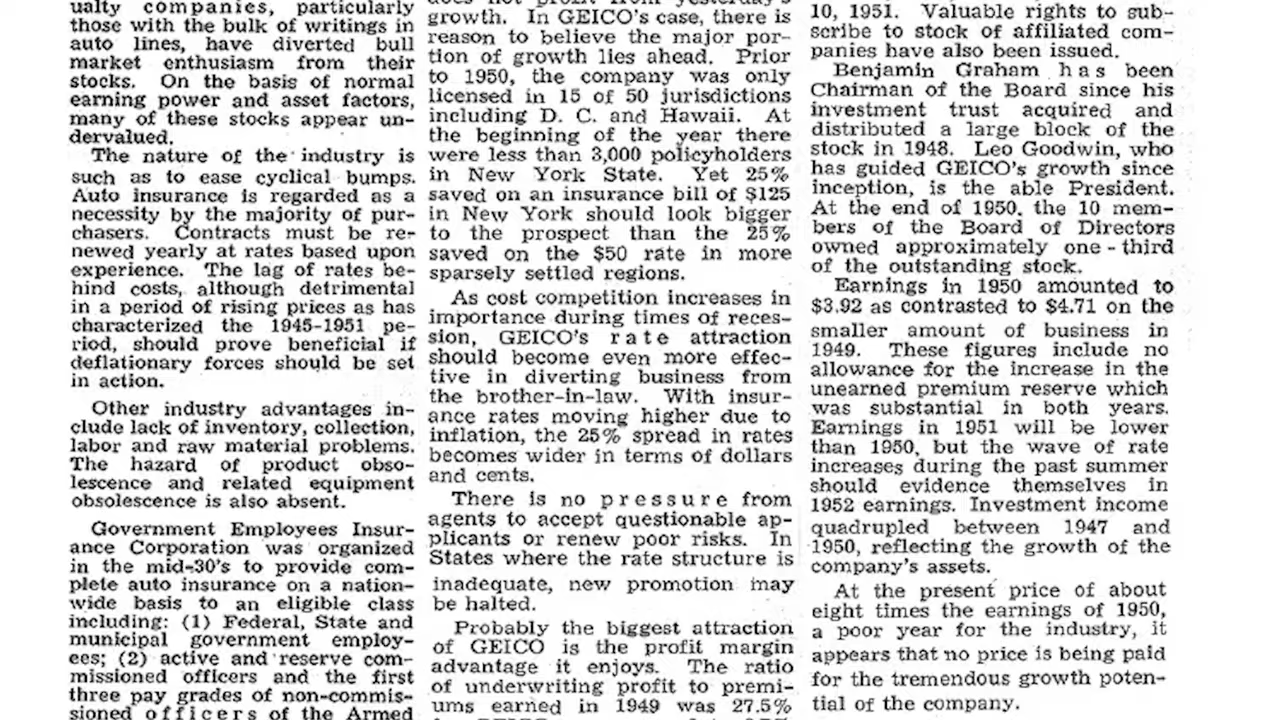 ualty companies, particularly
those with the bulk of writings in
auto lines, have diverted bull
market enthusiasm from their
stocks. On the basis of normal
earning power and asset factors,
many of these stocks appear un-
dervalued.
The nature of the industry is
such as to ease cyclical bumps.
Auto insurance is regarded as a
necessity by the majority of pur-
chasers. Contracts must be re-
newed yearly at rates based upon
experience. The lag of rates be-
hind costs, although detrimental
in a period of rising prices as has
characterized the 1945-1951 pe-
riod, should prove beneficial if
deflationary forces should be set
in action.
Other industry advantages in-
clude lack of inventory, collection,
labor and raw material problems.
The hazard of product obso-
lescence and related equipment
obsolescence is also absent.
Government Employees Insur-
ance Corporation was organized
in the mid-30's to provide com-
plete auto insurance on a nation-
wide basis to an eligible class
including: (1) Federal, State and
municipal government employ-
ees; (2) active and reserve com-
missioned officers and the first
three pay grades of non-commis-
sioned officers of the Armed
does not profit from yesterday's
growth. In GEICO's case, there is
reason to believe the major por-
tion of growth lies ahead. Prior
to 1950, the company was only
licensed in 15 of 50 jurisdictions
including D. C. and Hawaii. At
the beginning of the year there
were less than 3,000 policyholders
in New York State. Yet 25%
saved on an insurance bill of $125
in New York should look bigger
to the prospect than the 25%
saved on the $50 rate in more
sparsely settled regions.
As cost competition increases in
importance during times of reces-
sion, GEICO's rate attraction
should become even more effec-
tive in diverting business from
the brother-in-law. With insur-
ance rates moving higher due to
inflation, the 25% spread in rates
becomes wider in terms of dollars
and cents.
There is no pressure from
agents to accept questionable ap-
plicants or renew poor risks. In
States where the rate structure is
inadequate, new promotion may
be halted.
Probably the biggest attraction
of GEICO is the profit margin
advantage it enjoys. The ratio
of underwriting profit to premi-
ums earned in 1949 was 27.5%
10, 1951. Valuable rights to sub-
scribe to stock of affiliated com-
panies have also been issued.
Benjamin Graham has been
Chairman of the Board since his
investment trust acquired and
distributed a large block of the
stock in 1948. Leo Goodwin, who
has guided GEICO's growth since
inception, is the able President.
At the end of 1950, the 10 mem-
bers of the Board of Directors
owned approximately one-third
of the outstanding stock.
Earnings in 1950 amounted to
$3.92 as contrasted to $4.71 on the
smaller amount of business in
1949. These figures include no
allowance for the increase in the
unearned premium reserve which
was substantial in both years.
Earnings in 1951 will be lower
than 1950, but the wave of rate
increases during the past summer
should evidence themselves in
1952 earnings. Investment income
quadrupled between 1947 and
1950, reflecting the growth of the
company's assets.
At the present price of about
eight times the earnings of 1950,
a poor year for the industry, it
appears that no price is being paid
for the tremendous growth poten-
tial of the company.